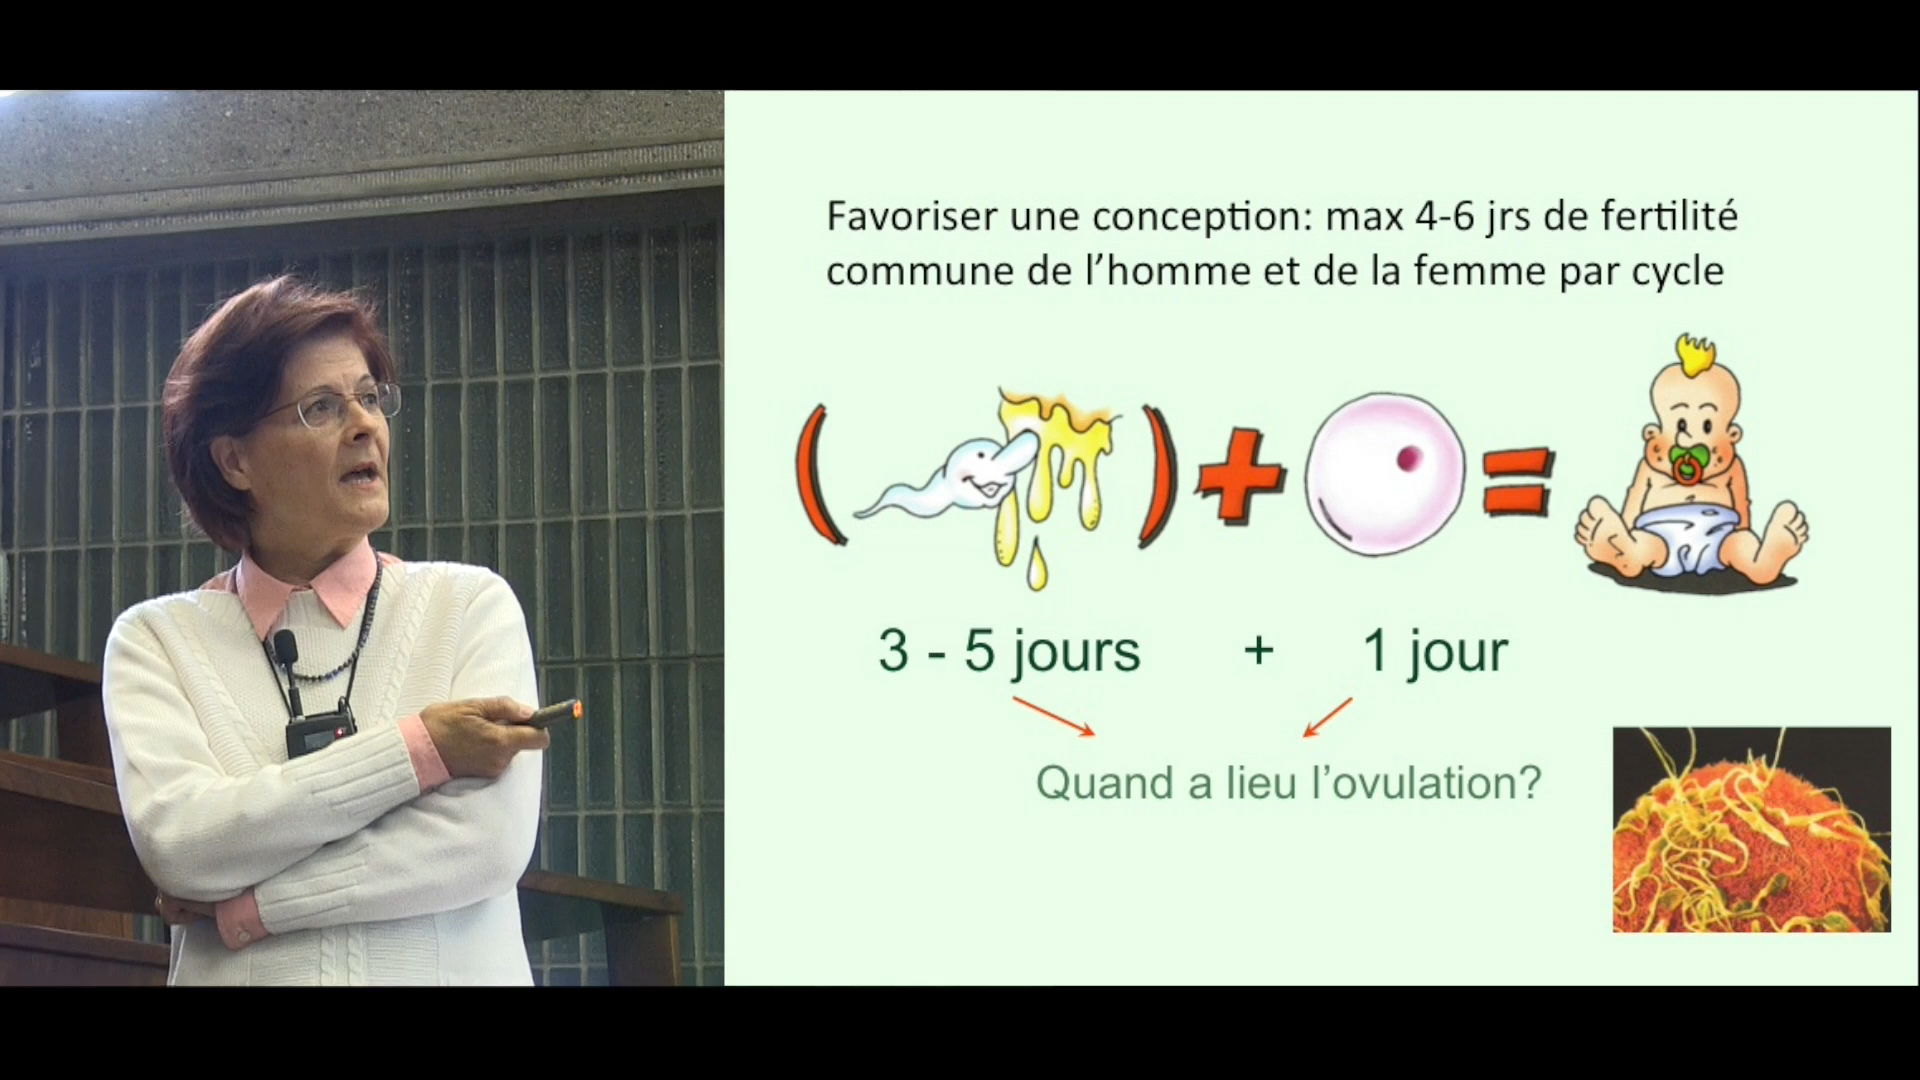 Favoriser une conception: max 4-6 jrs de fertilité
commune de l’homme et de la femme par cycle
3 - 5 jours + 1 jour
Quand a lieu l’ovulation?